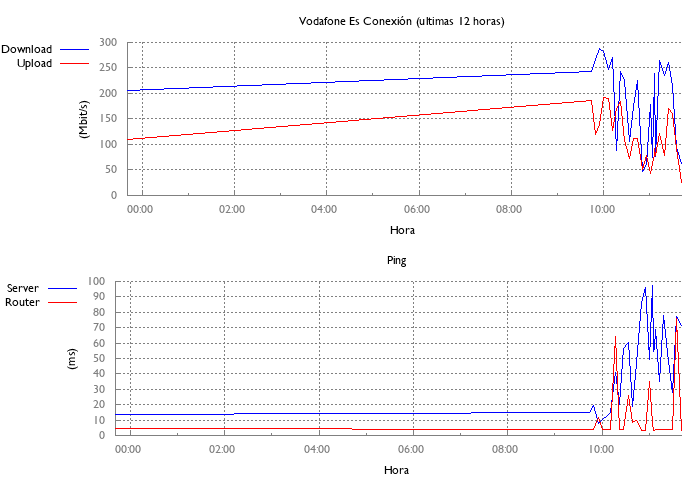 Vodafone Es Conexión (ultimas 12 horas)
Download
Upload
(Mbit/s)
300
250
200
150
100
50
0
00:00 02:00 04:00 06:00 08:00 10:00
Hora
Ping
Server
Router
(ms)
100
90
80
70
60
50
40
30
20
10
0
00:00 02:00 04:00 06:00 08:00 10:00
Hora